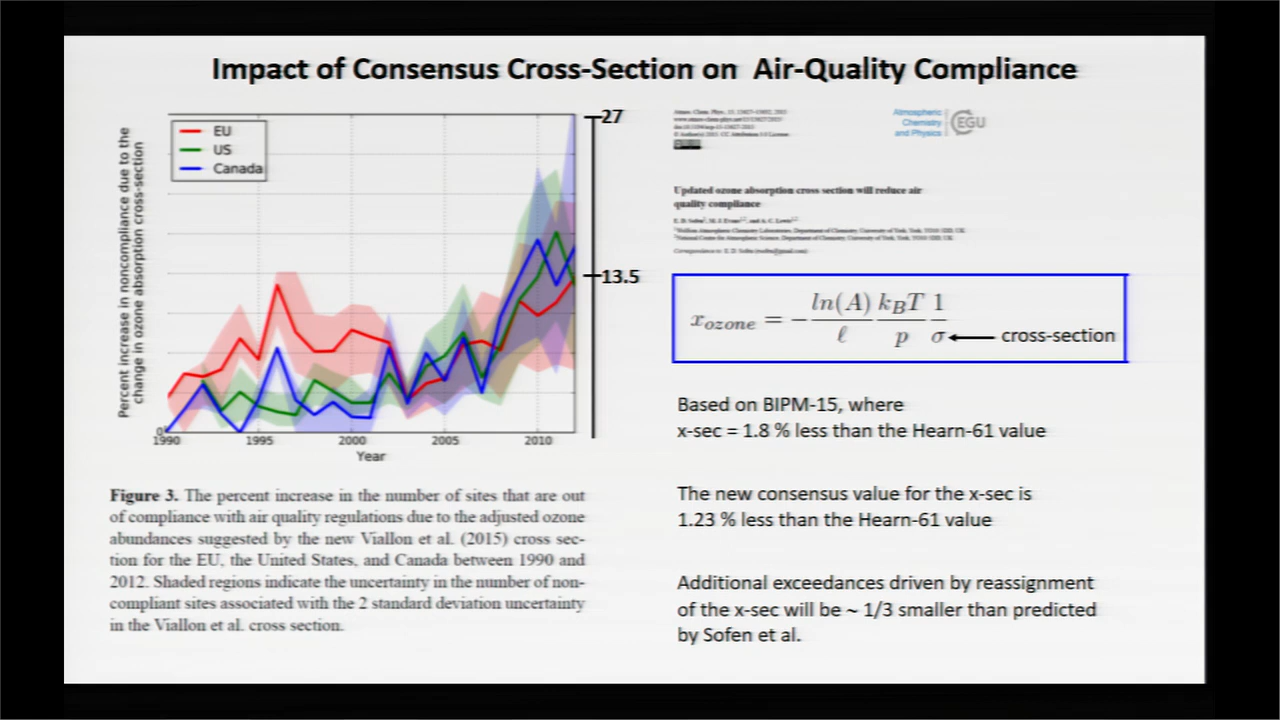 Impact of Consensus Cross-Section on Air-Quality Compliance
Percent increase in noncompliance due to the
change in ozone absorption cross-section
EU
US
Canada
27
13.5
0
1990
1995
2000
2005
2010
Year
Figure 3. The percent increase in the number of sites that are out
of compliance with air quality regulations due to the adjusted ozone
abundances suggested by the new Viallon et al. (2015) cross sec-
tion for the EU, the United States, and Canada between 1990 and
2012. Shaded regions indicate the uncertainty in the number of non-
compliant sites associated with the 2 standard deviation uncertainty
in the Viallon et al. cross section.
Atmospheric
Chemistry
and Physics
EGU
Updated ozone absorption cross section will reduce air
quality compliance
x_ozone = − ln(A)/ℓ k_BT/p 1/σ
cross-section
Based on BIPM-15, where
x-sec = 1.8 % less than the Hearn-61 value
The new consensus value for the x-sec is
1.23 % less than the Hearn-61 value
Additional exceedances driven by reassignment
of the x-sec will be ~ 1/3 smaller than predicted
by Sofen et al.